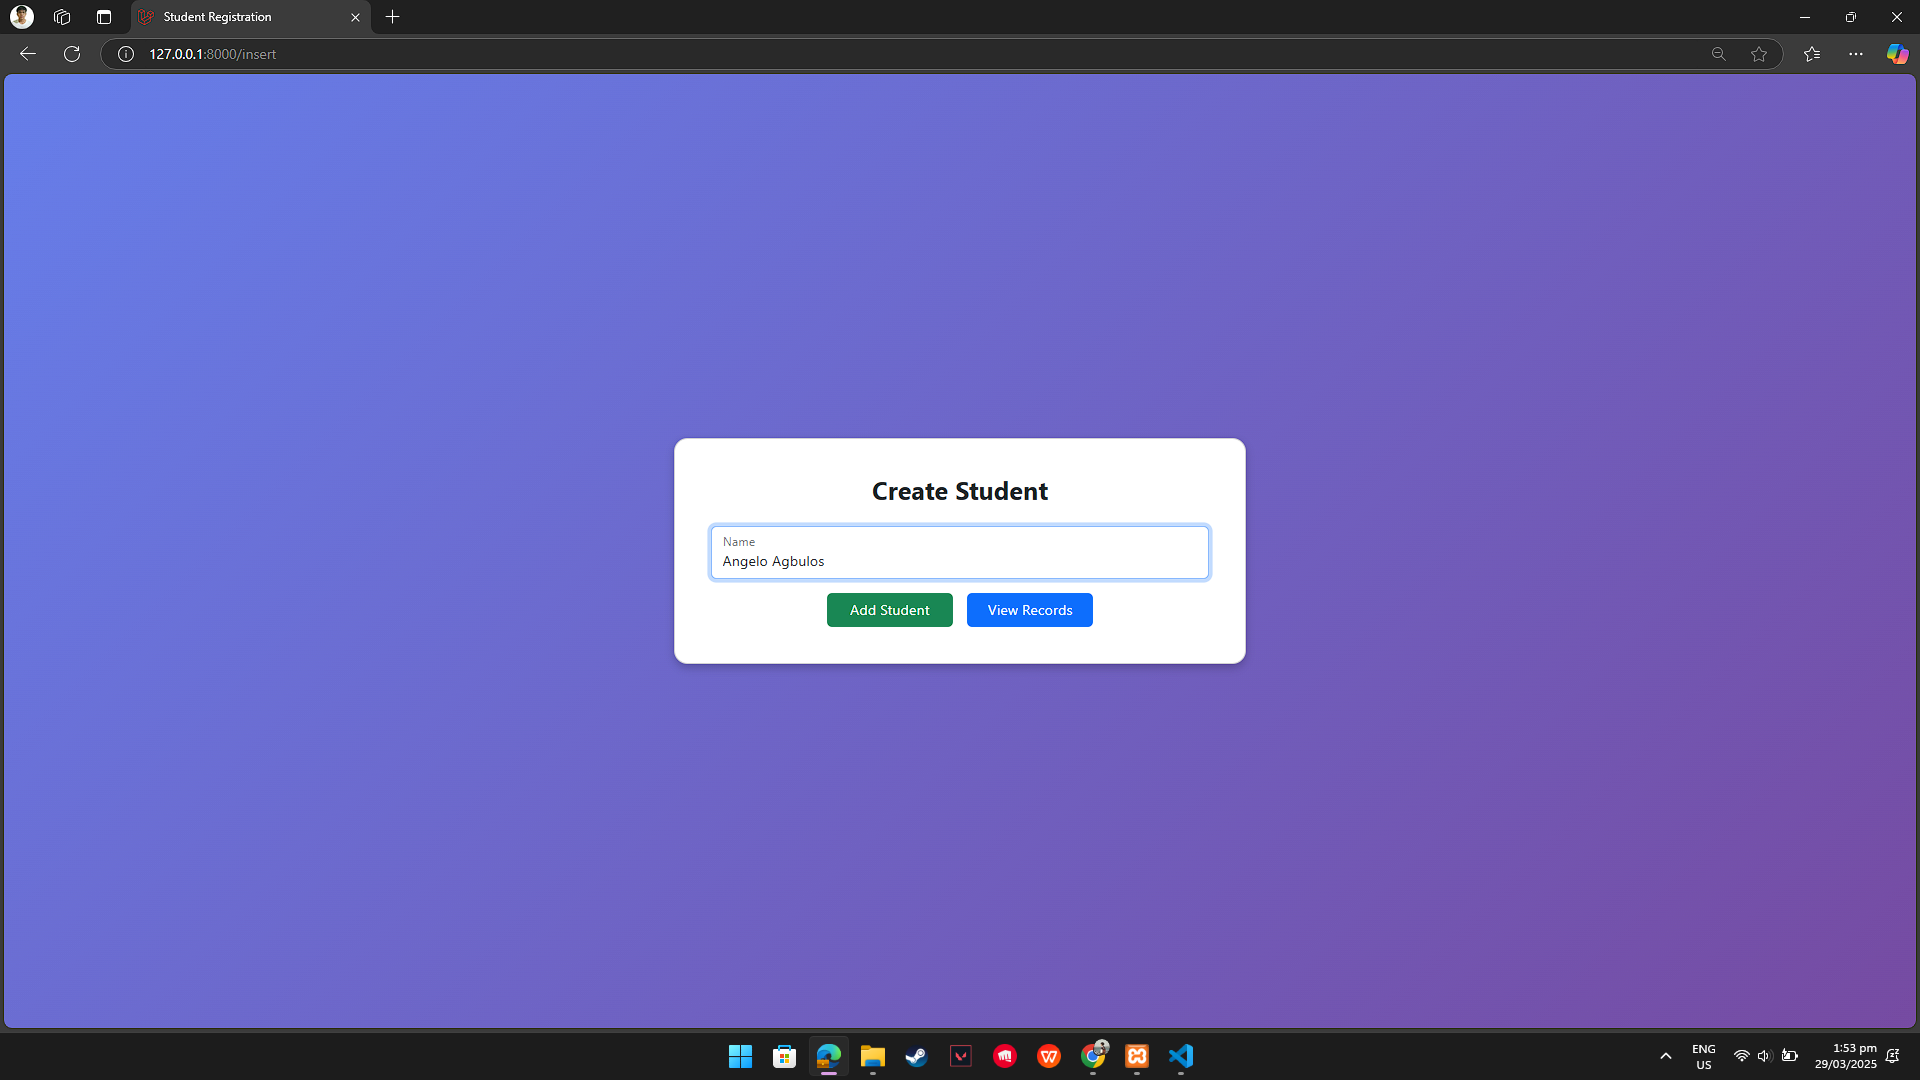 Student Registration
127.0.0.1:8000/insert
Create Student
Name
Angelo Agbulos
Add Student
View Records
ENG
US
1:53 pm
29/03/2025